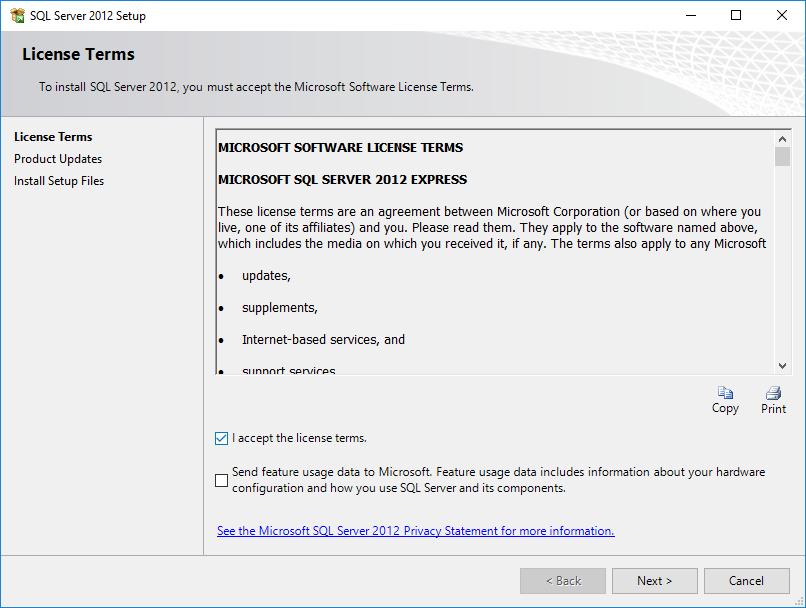 SQL Server 2012 Setup
License Terms
To install SQL Server 2012, you must accept the Microsoft Software License Terms.
License Terms
Product Updates
Install Setup Files
MICROSOFT SOFTWARE LICENSE TERMS
MICROSOFT SQL SERVER 2012 EXPRESS
These license terms are an agreement between Microsoft Corporation (or based on where you
live, one of its affiliates) and you. Please read them. They apply to the software named above,
which includes the media on which you received it, if any. The terms also apply to any Microsoft
• updates,
• supplements,
• Internet-based services, and
• support services
Copy
Print
I accept the license terms.
Send feature usage data to Microsoft. Feature usage data includes information about your hardware
configuration and how you use SQL Server and its components.
See the Microsoft SQL Server 2012 Privacy Statement for more information.
< Back
Next >
Cancel